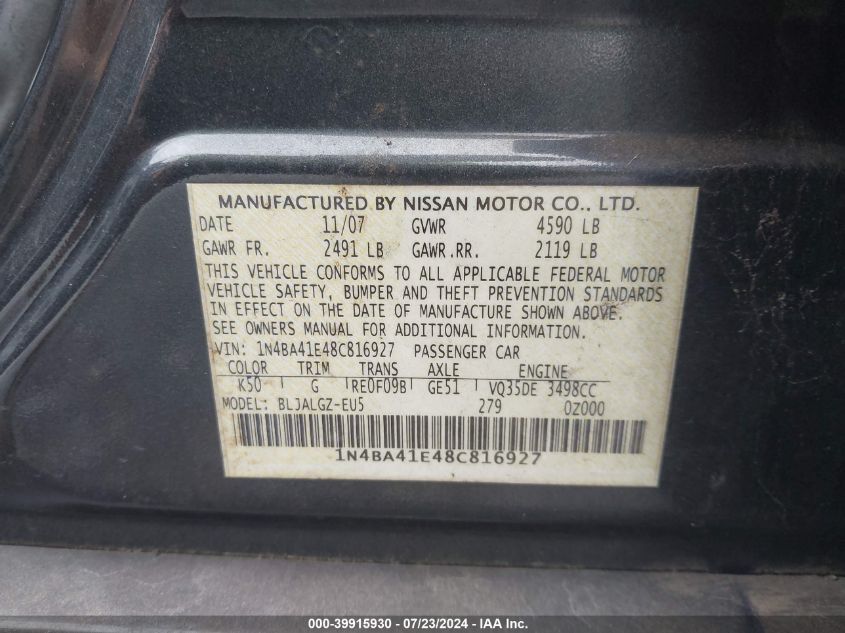 MANUFACTURED BY NISSAN MOTOR CO., LTD.
DATE 11/07 GVWR 4590 LB
GAWR FR. 2491 LB GAWR.RR. 2119 LB
THIS VEHICLE CONFORMS TO ALL APPLICABLE FEDERAL MOTOR
VEHICLE SAFETY, BUMPER AND THEFT PREVENTION STANDARDS
IN EFFECT ON THE DATE OF MANUFACTURE SHOWN ABOVE.
SEE OWNERS MANUAL FOR ADDITIONAL INFORMATION.
VIN: 1N4BA41E48C816927 PASSENGER CAR
COLOR TRIM TRANS AXLE ENGINE
K50 G RE0F09B GE51 VQ35DE 3498CC
MODEL: BLJALGZ-EU5 279 0Z000
1N4BA41E48C816927
000-39915930 / 07/23/2024 - IAA Inc.